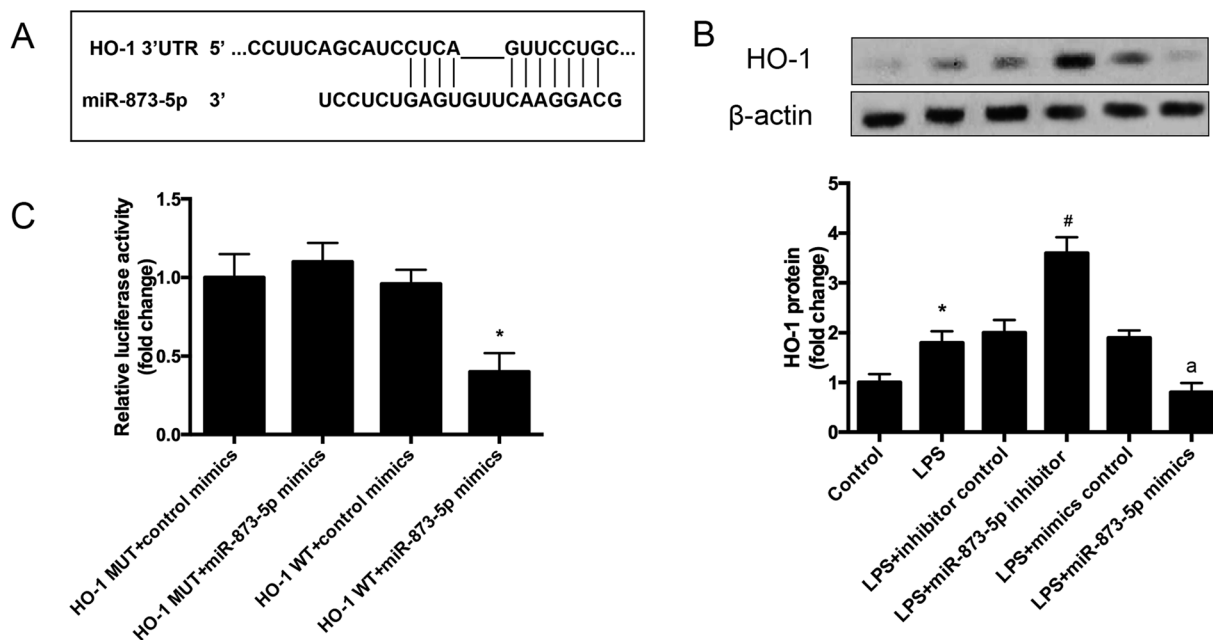 A
HO-1 3’UTR 5’ ...CCUUCAGCAUCCUCA___GUUCCUGC...
miR-873-5p 3’ UCCUCUGAGUGUUCAAGGACG
B
HO-1
β-actin
HO-1 protein
(fold change)
5
4
3
2
1
0
*
#
a
Control
LPS
LPS+inhibitor control
LPS+miR-873-5p inhibitor
LPS+mimics control
LPS+miR-873-5p mimics
C
Relative luciferase activity
(fold change)
1.5
1.0
0.5
0.0
*
HO-1 MUT+control mimics
HO-1 MUT+miR-873-5p mimics
HO-1 WT+control mimics
HO-1 WT+miR-873-5p mimics